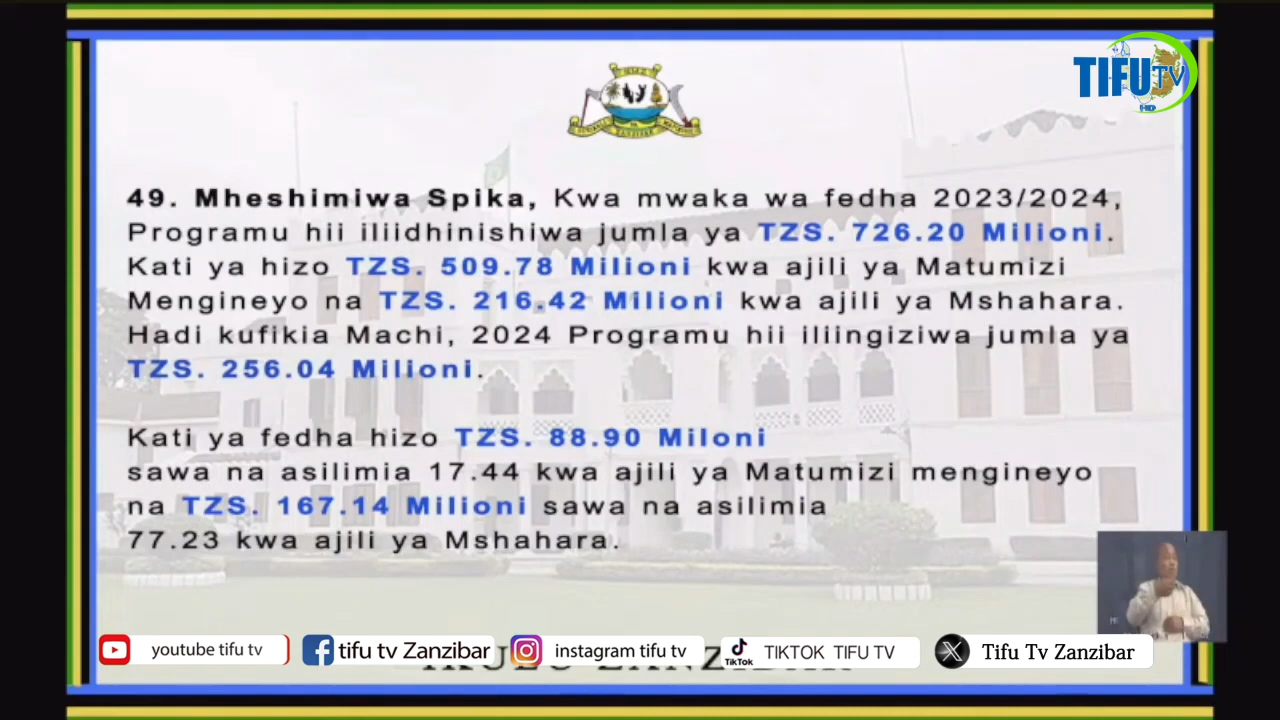 TIFU TV
HD
ZANZIBAR
49. Mheshimiwa Spika, Kwa mwaka wa fedha 2023/2024,
Programu hii iliidhinishiwa jumla ya TZS. 726.20 Milioni.
Kati ya hizo TZS. 509.78 Milioni kwa ajili ya Matumizi
Mengineyo na TZS. 216.42 Milioni kwa ajili ya Mshahara.
Hadi kufikia Machi, 2024 Programu hii iliingiziwa jumla ya
TZS. 256.04 Milioni.
Kati ya fedha hizo TZS. 88.90 Miloni
sawa na asilimia 17.44 kwa ajili ya Matumizi mengineyo
na TZS. 167.14 Milioni sawa na asilimia
77.23 kwa ajili ya Mshahara.
youtube tifu tv
tifu tv Zanzibar
instagram tifu tv
TikTok
TIKTOK TIFU TV
Tifu Tv Zanzibar